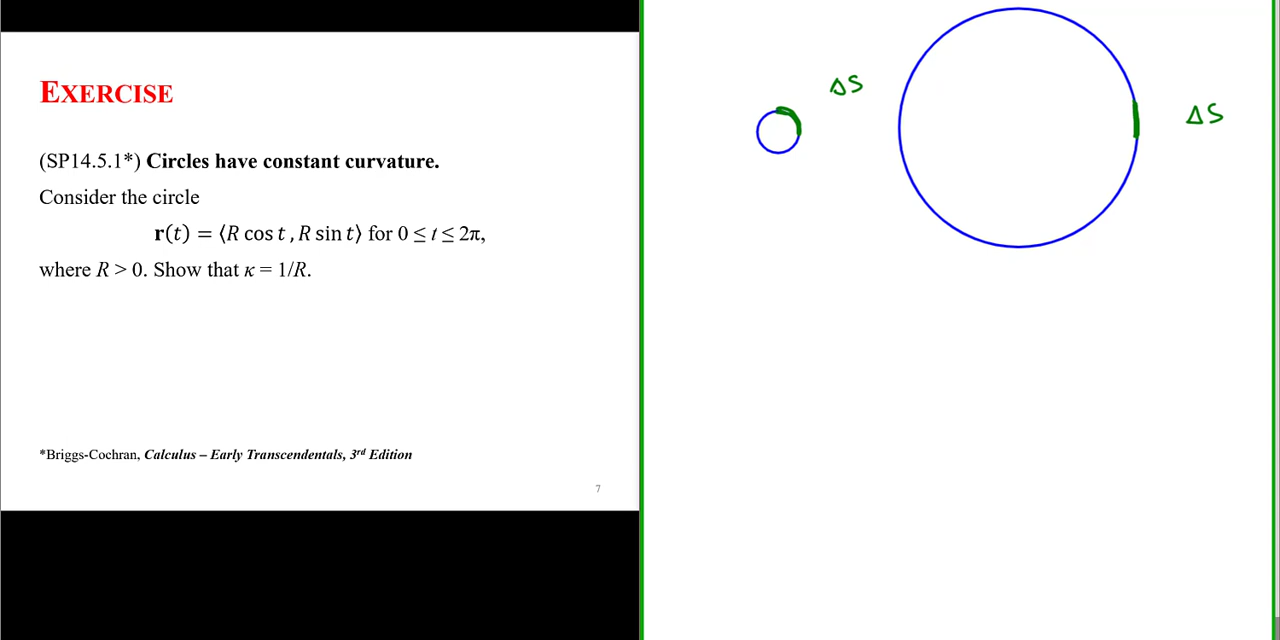 EXERCISE
(SP14.5.1*) Circles have constant curvature.
Consider the circle
r(t) = ⟨R cos t , R sin t⟩ for 0 ≤ t ≤ 2π,
where R > 0. Show that κ = 1/R.
*Briggs-Cochran, Calculus – Early Transcendentals, 3rd Edition
7
ΔS
ΔS